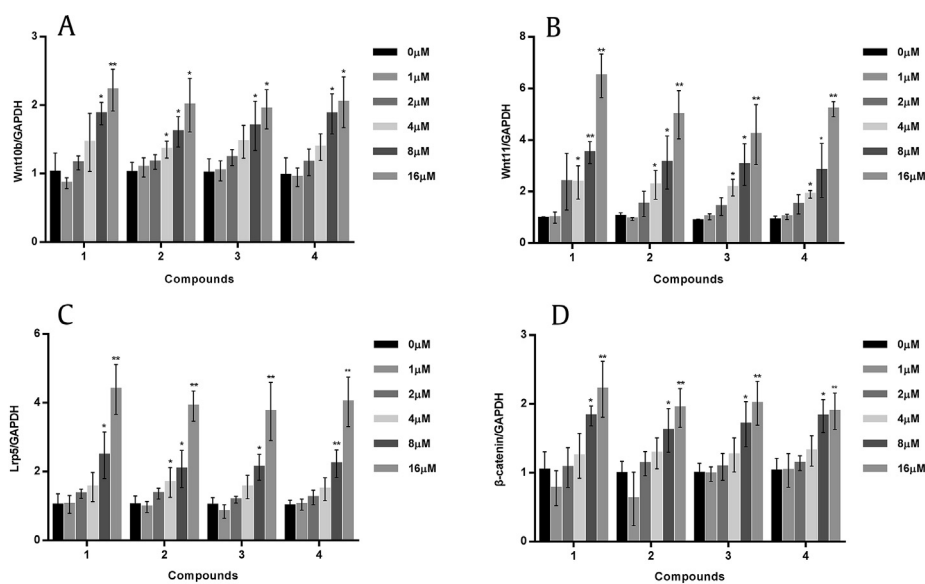 A
Wnt10b/GAPDH
3
2
1
0
** * * * * * * * * *
1 2 3 4
Compounds
0μM
1μM
2μM
4μM
8μM
16μM
B
Wnt11/GAPDH
8
6
4
2
0
* ** ** * * ** * * ** * * **
1 2 3 4
Compounds
0μM
1μM
2μM
4μM
8μM
16μM
C
Lrp5/GAPDH
6
4
2
0
* ** * * ** * ** ** **
1 2 3 4
Compounds
0μM
1μM
2μM
4μM
8μM
16μM
D
β-catenin/GAPDH
3
2
1
0
* ** * ** * ** * **
1 2 3 4
Compounds
0μM
1μM
2μM
4μM
8μM
16μM